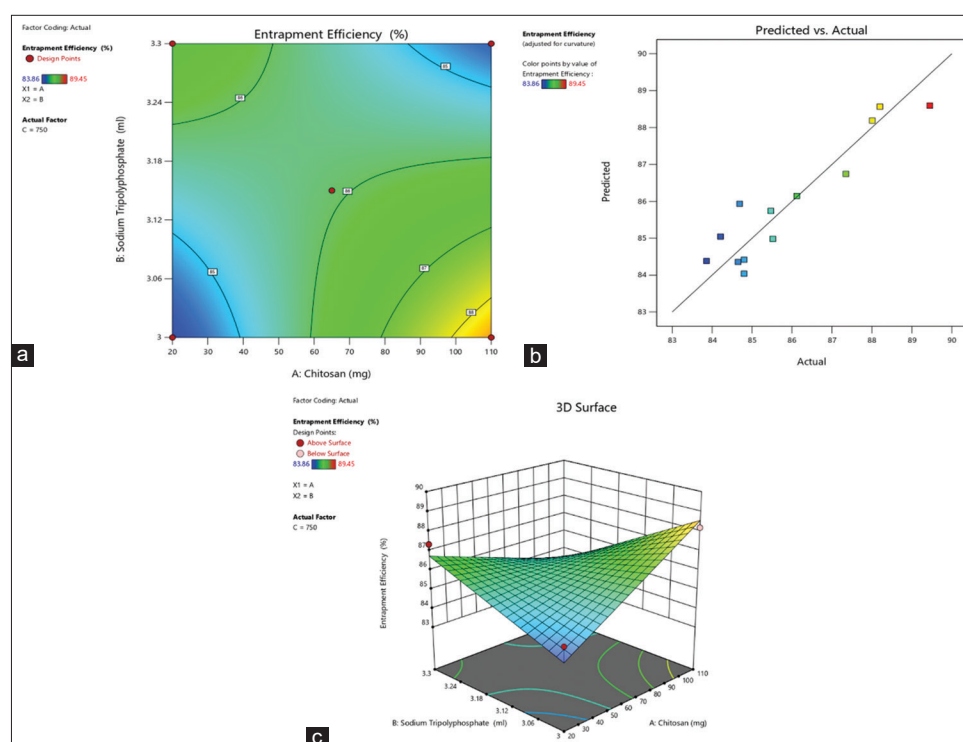 Factor Coding: Actual
Entrapment Efficiency (%)
Design Points
83.86 89.45
X1 = A
X2 = B
Actual Factor
C = 750
Entrapment Efficiency (%)
3.3
3.24
3.18
3.12
3.06
3
B: Sodium Tripolyphosphate (ml)
85
86
86
87
88
20 30 40 50 60 70 80 90 100 110
A: Chitosan (mg)
a
Entrapment Efficiency
(adjusted for curvature)
Color points by value of
Entrapment Efficiency :
83.86 89.45
Predicted vs. Actual
90
89
88
87
86
85
84
83
Predicted
83 84 85 86 87 88 89 90
Actual
b
Factor Coding: Actual
Entrapment Efficiency (%)
Design Points:
Above Surface
Below Surface
83.86 89.45
X1 = A
X2 = B
Actual Factor
C = 750
3D Surface
90
89
88
87
86
85
84
83
Entrapment Efficiency (%)
3.3
3.24
3.18
3.12
3.06
3
B: Sodium Tripolyphosphate (ml)
20 30 40 50 60 70 80 90 100 110
A: Chitosan (mg)
c